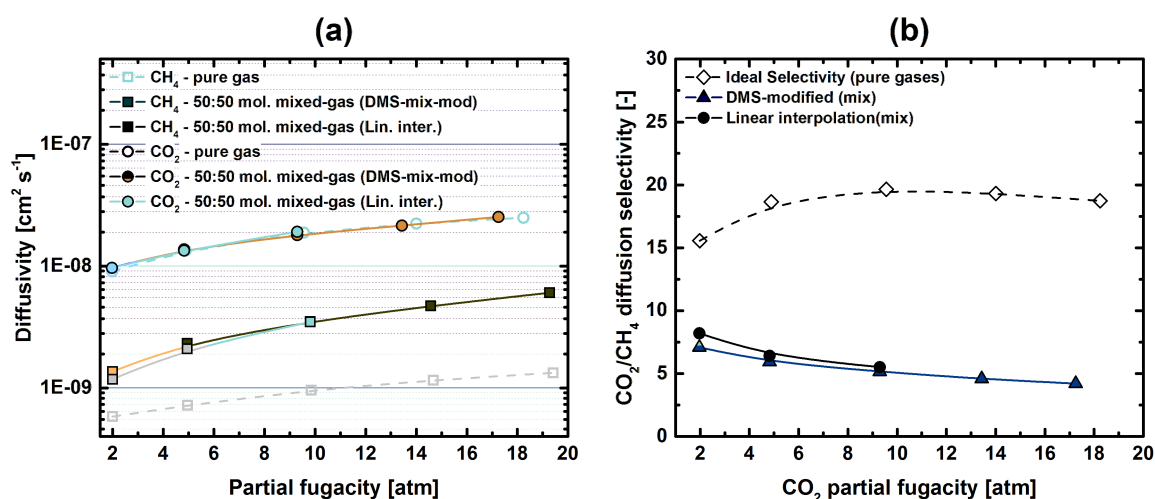 (a)
CH4 - pure gas
CH4 - 50:50 mol. mixed-gas (DMS-mix-mod)
CH4 - 50:50 mol. mixed-gas (Lin. inter.)
CO2 - pure gas
CO2 - 50:50 mol. mixed-gas (DMS-mix-mod)
CO2 - 50:50 mol. mixed-gas (Lin. inter.)
1E-07
1E-08
1E-09
Diffusivity [cm² s⁻¹]
2 4 6 8 10 12 14 16 18 20
Partial fugacity [atm]
(b)
Ideal Selectivity (pure gases)
DMS-modified (mix)
Linear interpolation(mix)
30
25
20
15
10
5
0
CO2/CH4 diffusion selectivity [-]
2 4 6 8 10 12 14 16 18 20
CO2 partial fugacity [atm]